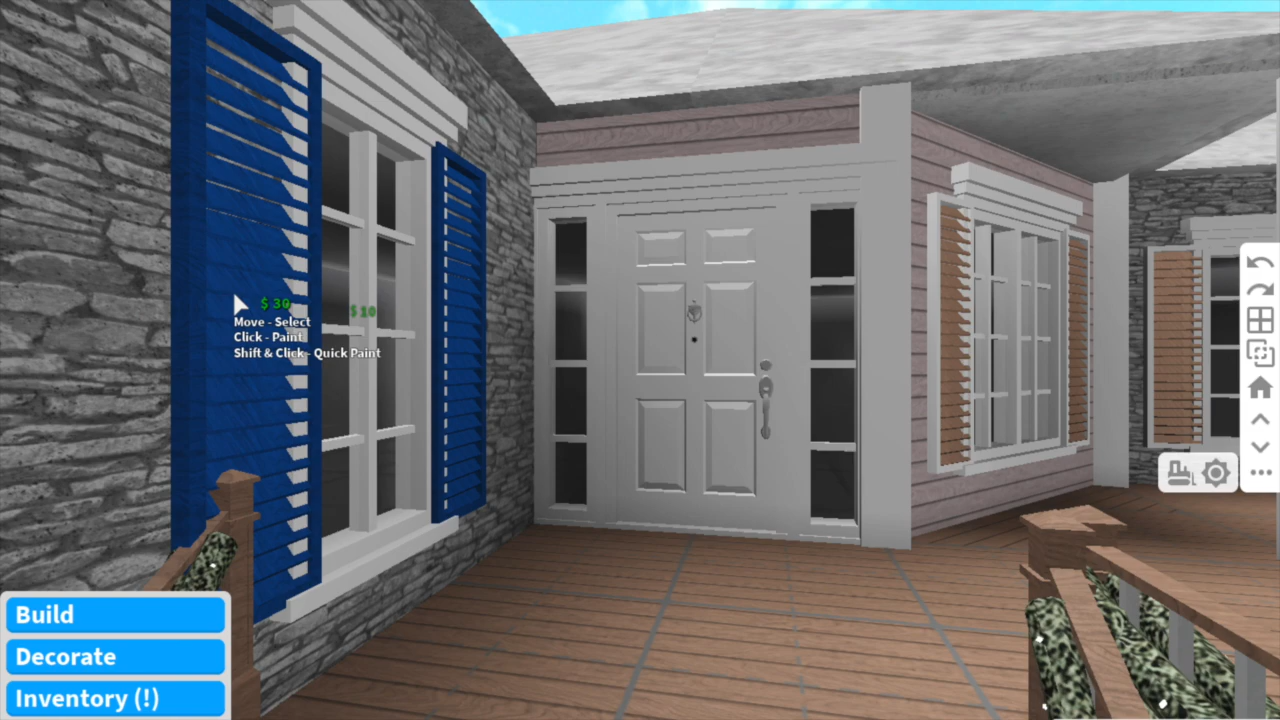 $ 30
$ 10
Move - Select
Click - Paint
Shift & Click - Quick Paint
Build
Decorate
Inventory (!)